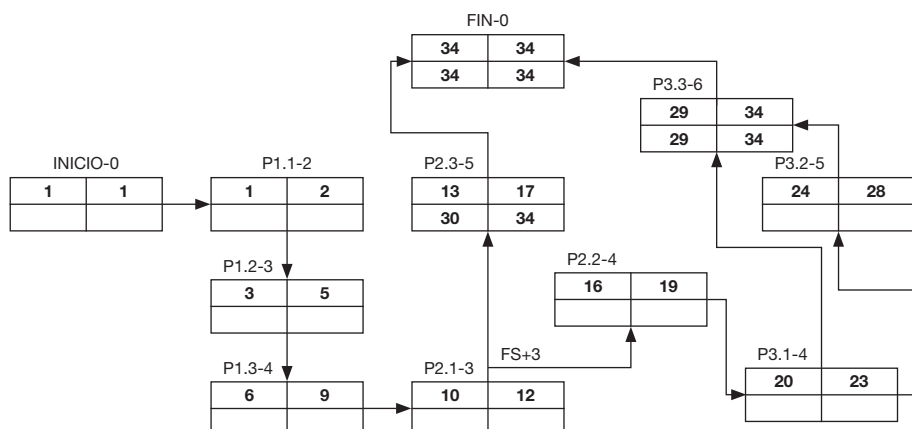 FIN-0
34 34
34 34
P3.3-6
29 34
29 34
INICIO-0
1 1
P1.1-2
1 2
P2.3-5
13 17
30 34
P3.2-5
24 28
P1.2-3
3 5
P2.2-4
16 19
FS+3
P1.3-4
6 9
P2.1-3
10 12
P3.1-4
20 23